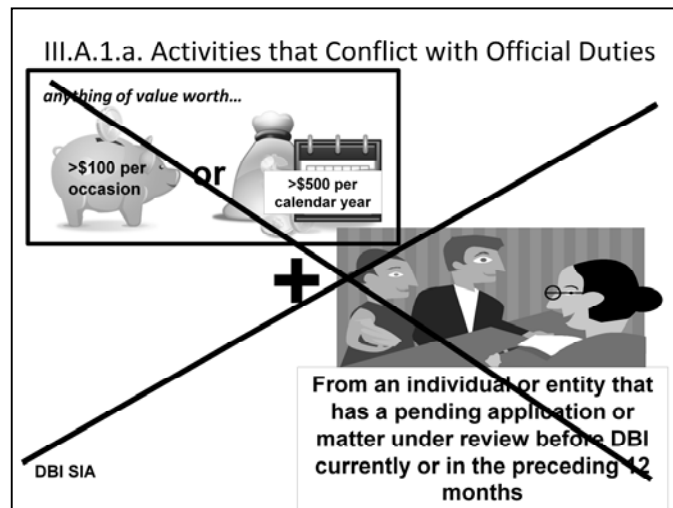 III.A.1.a. Activities that Conflict with Official Duties
anything of value worth…
>$100 per
occasion
or
>$500 per
calendar year
+
From an individual or entity that
has a pending application or
matter under review before DBI
currently or in the preceding 12
months
DBI SIA